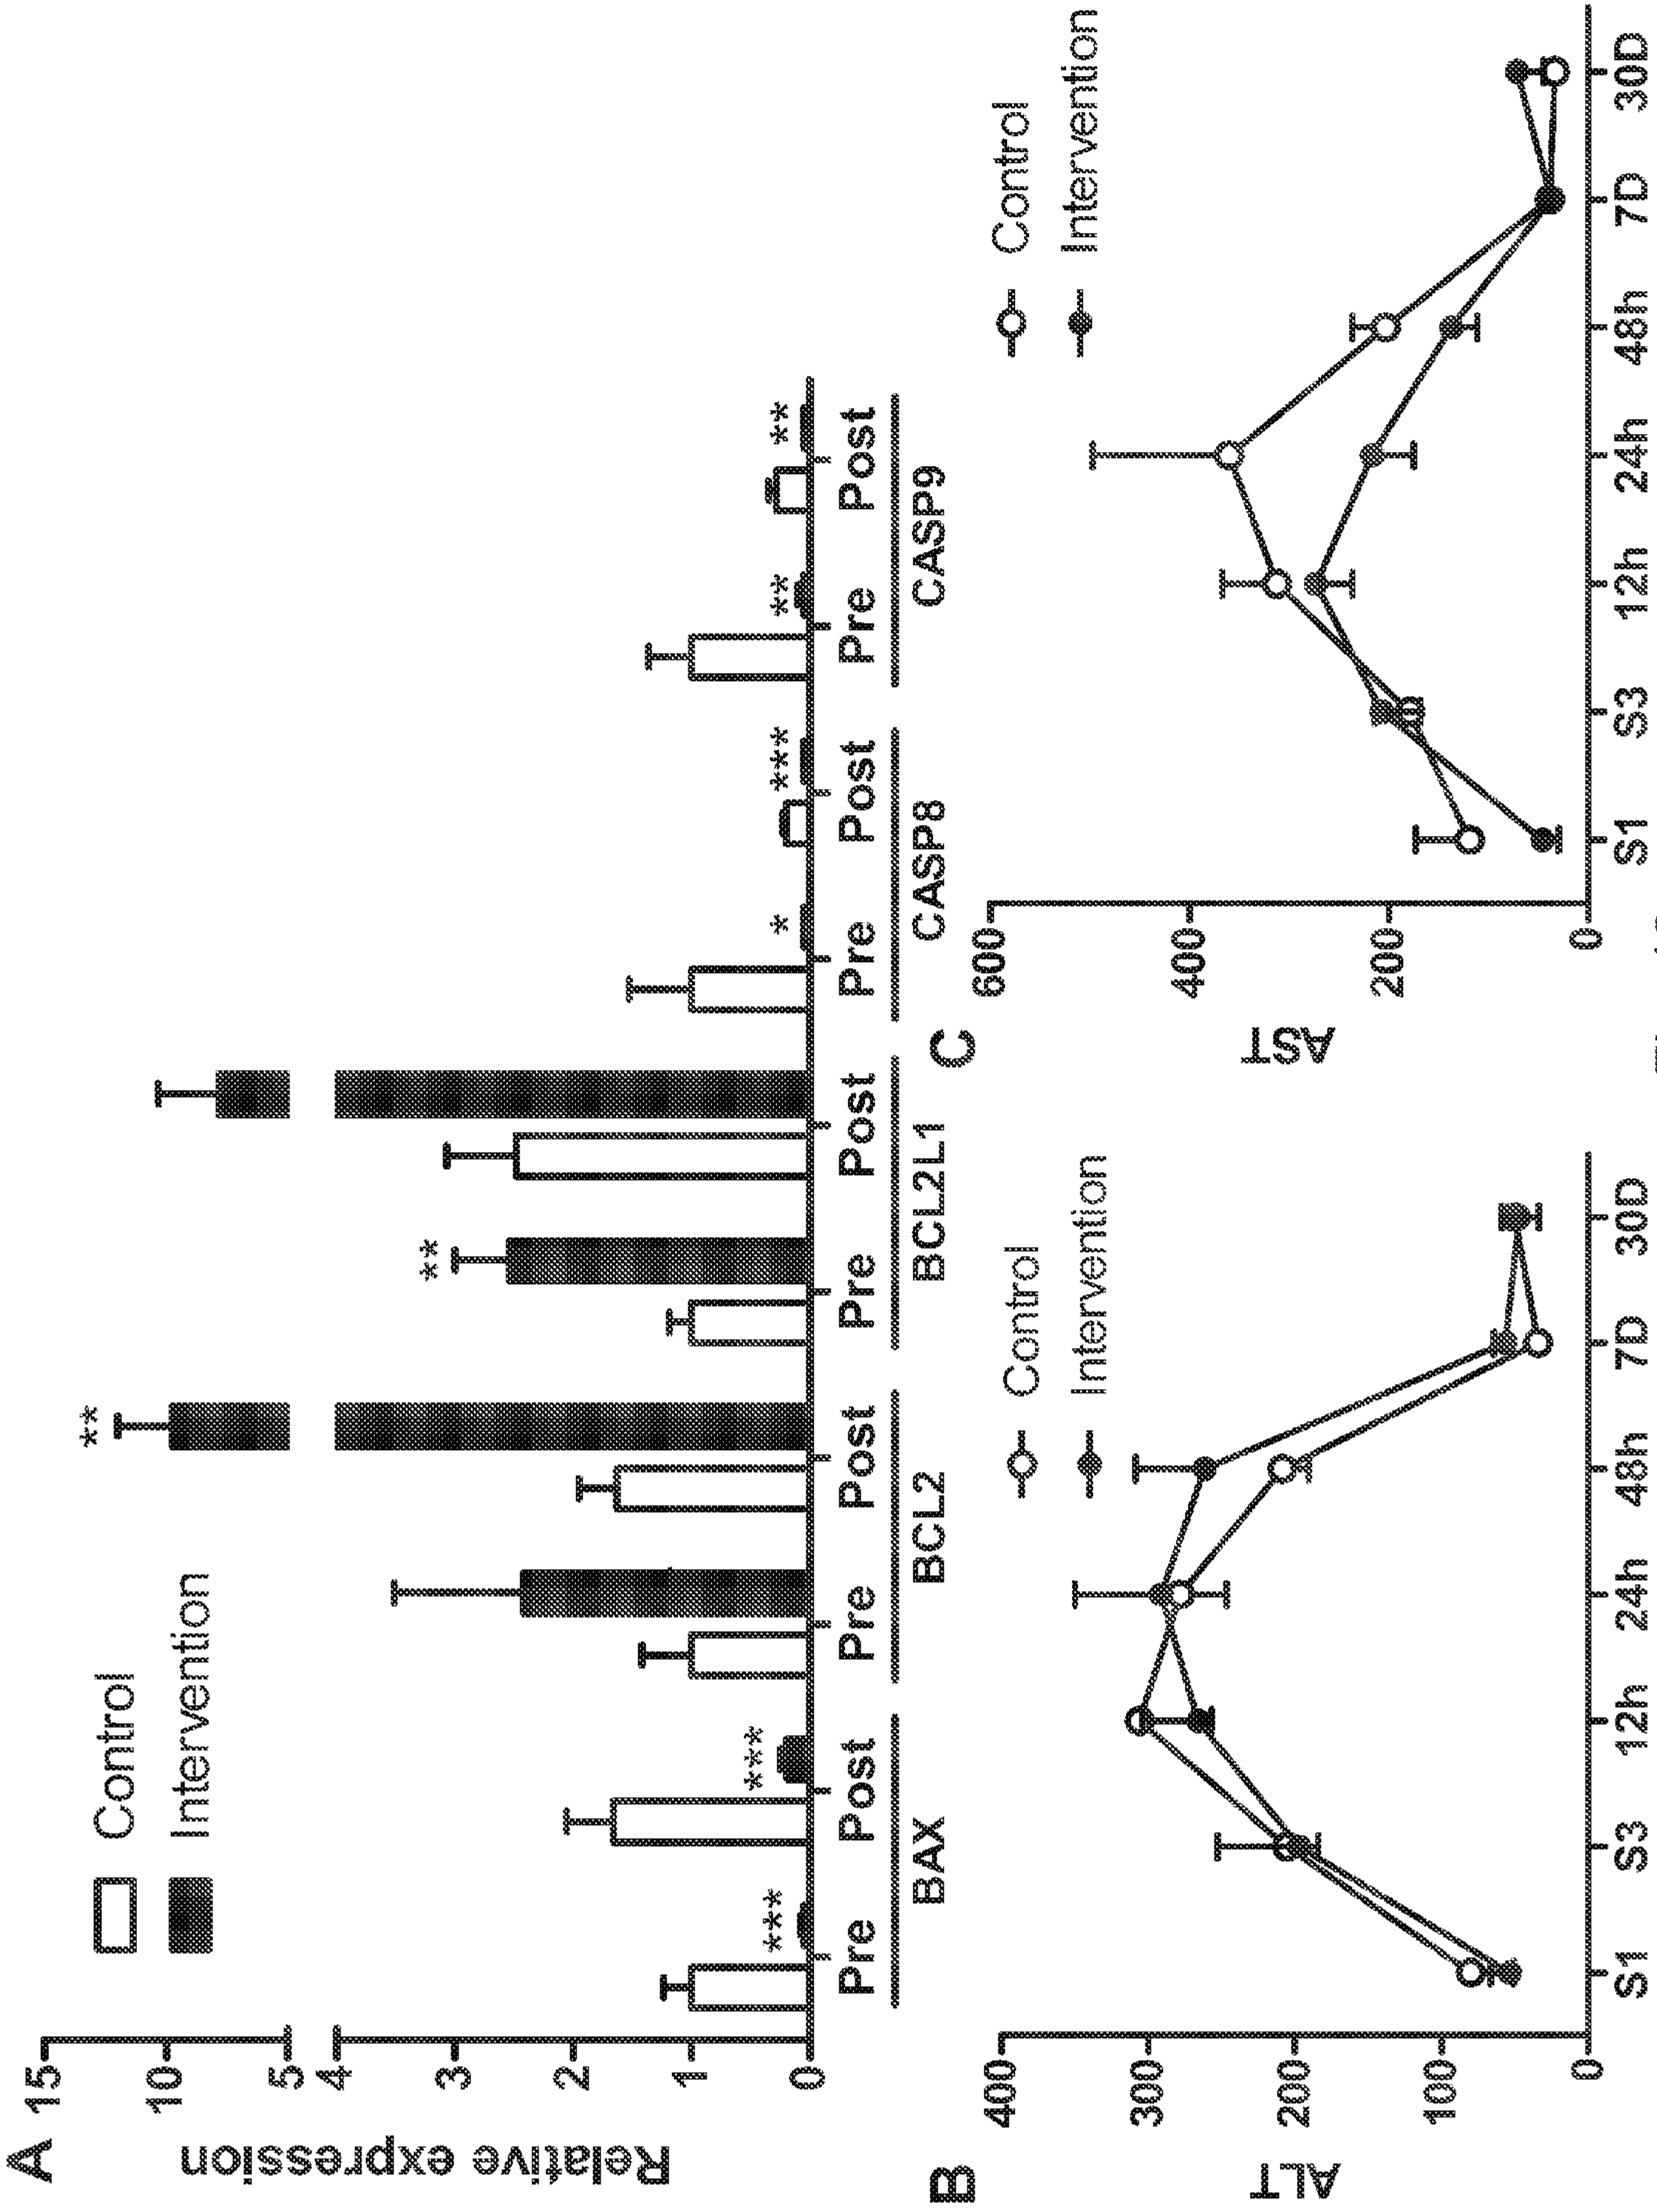 A
Relative expression
15
10
5
4
3
2
1
0
Control
Intervention
*** *** ** ** * *** ** **
Pre Post Pre Post Pre Post Pre Post Pre Post
BAX BCL2 BCL2L1 CASP8 CASP9
B
ALT
400
300
200
100
0
Control
Intervention
S1 S3 12h 24h 48h 7D 30D
C
AST
600
400
200
0
Control
Intervention
S1 S3 12h 24h 48h 7D 30D